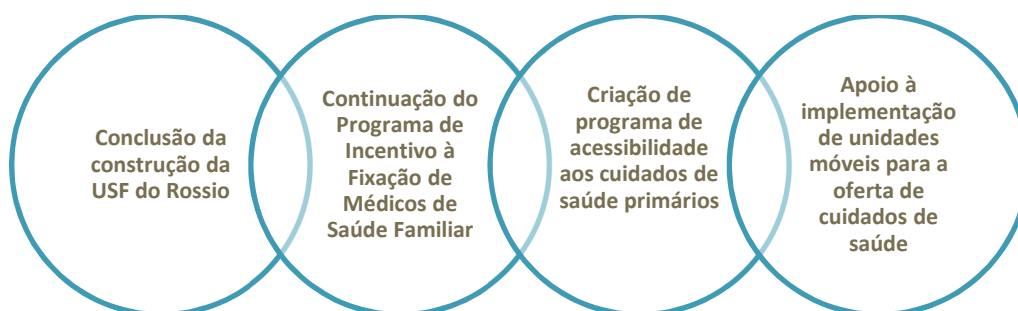 Conclusão da
construção da
USF do Rossio
Continuação do
Programa de
Incentivo à
Fixação de
Médicos de
Saúde Familiar
Criação de
programa de
acessibilidade
aos cuidados de
saúde primários
Apoio à
implementação
de unidades
móveis para a
oferta de
cuidados de
saúde